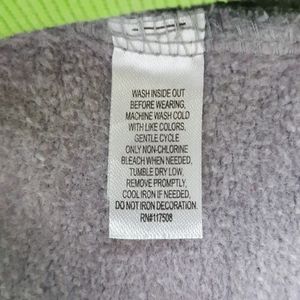 WASH INSIDE OUT
BEFORE WEARING,
MACHINE WASH COLD
WITH LIKE COLORS,
GENTLE CYCLE
ONLY NON-CHLORINE
BLEACH WHEN NEEDED,
TUMBLE DRY LOW,
REMOVE PROMPTLY,
COOL IRON IF NEEDED,
DO NOT IRON DECORATION.
RN#117508